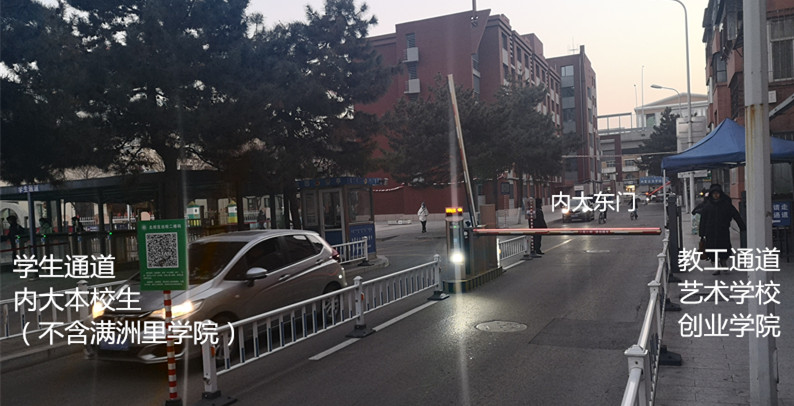 内大东门
学生通道
内大本校生
（不含满洲里学院）
教工通道
艺术学校
创业学院